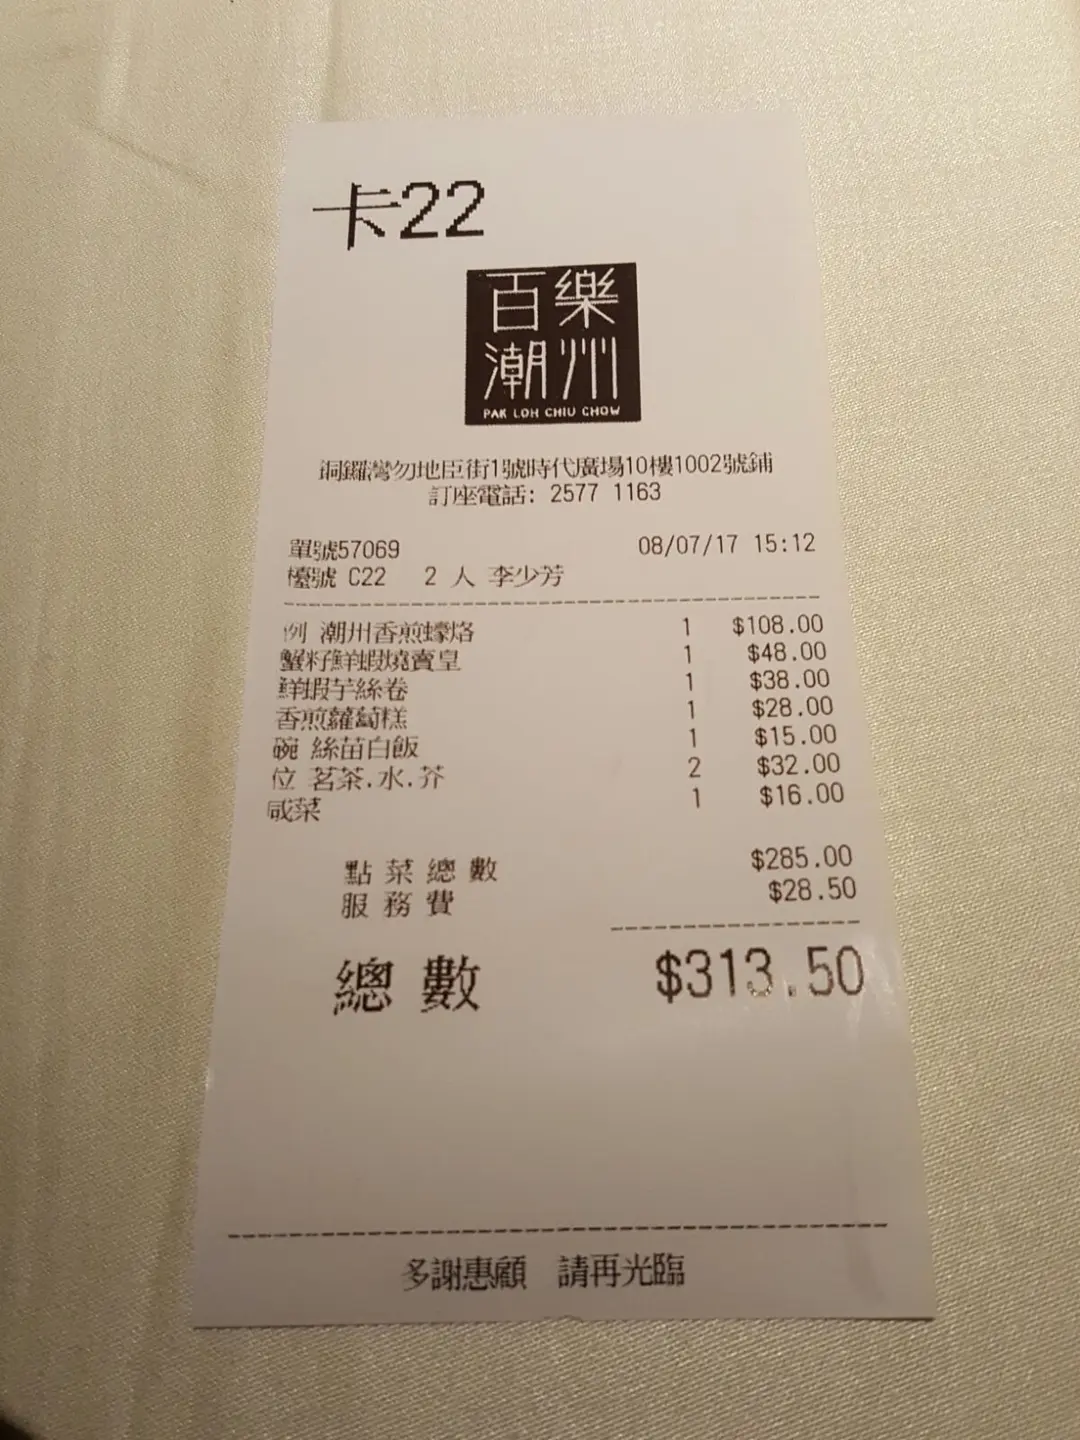 卡22
百樂
潮州
PAK LOH CHIU CHOW
銅鑼灣勿地臣街1號時代廣場10樓1002號鋪
訂座電話: 2577 1163
單號57069 08/07/17 15:12
檯號 C22 2 人 李少芳
例 潮州香煎蠔烙 1 $108.00
蟹籽鮮蝦燒賣皇 1 $48.00
鮮蝦芋絲卷 1 $38.00
香煎蘿蔔糕 1 $28.00
碗 絲苗白飯 1 $15.00
位 茗茶.水.芥 2 $32.00
咸菜 1 $16.00
點菜總數 $285.00
服務費 $28.50
總數 $313.50
多謝惠顧 請再光臨